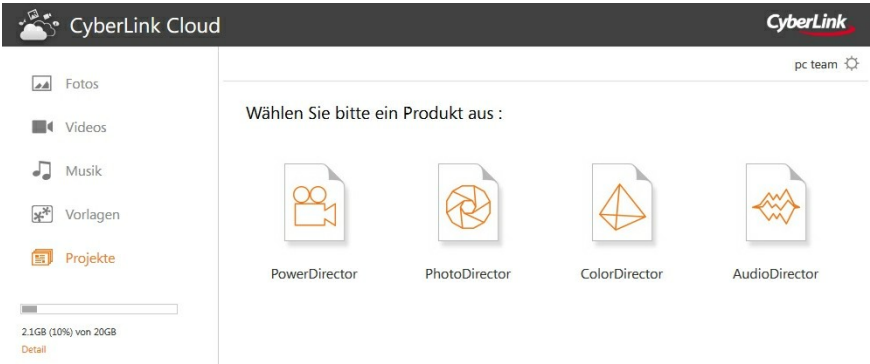 CyberLink Cloud
CyberLink
pc team
Fotos
Videos
Musik
Vorlagen
Projekte
2.1GB (10%) von 20GB
Detail
Wählen Sie bitte ein Produkt aus :
PowerDirector
PhotoDirector
ColorDirector
AudioDirector